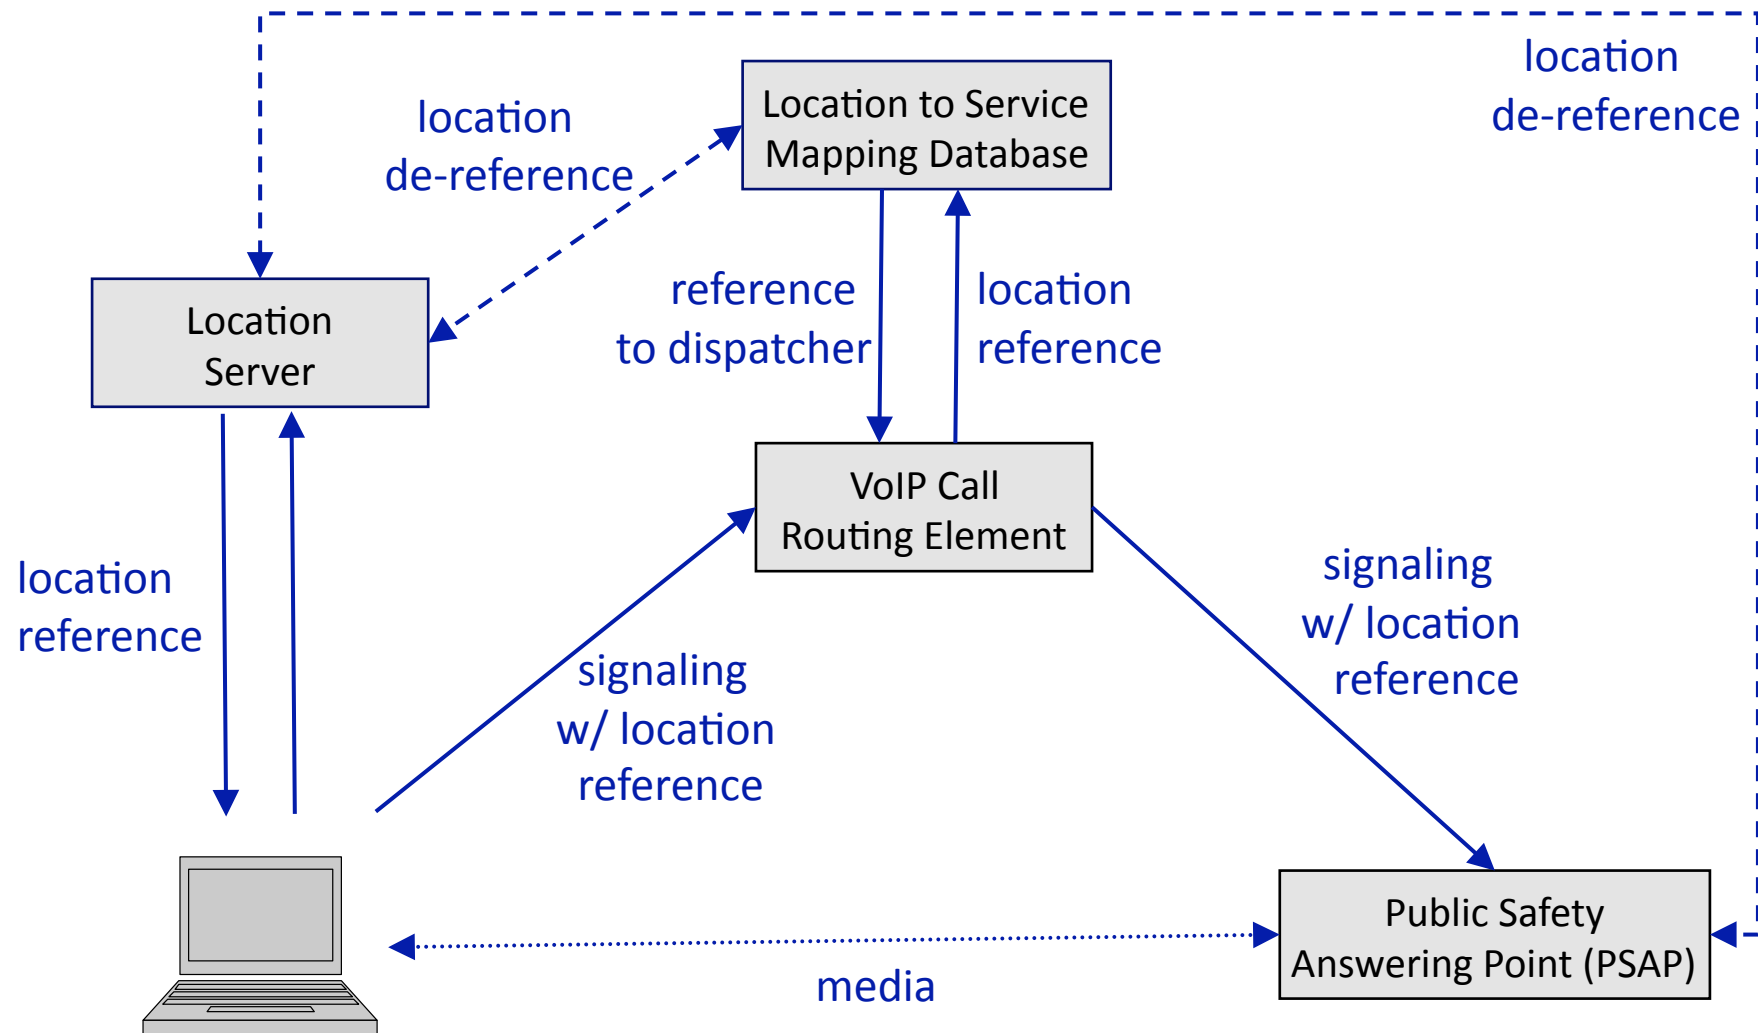 location
de-reference
Location to Service
Mapping Database
location
de-reference
Location
Server
reference
to dispatcher
location
reference
VoIP Call
Routing Element
location
reference
signaling
w/ location
reference
signaling
w/ location
reference
Public Safety
Answering Point (PSAP)
media